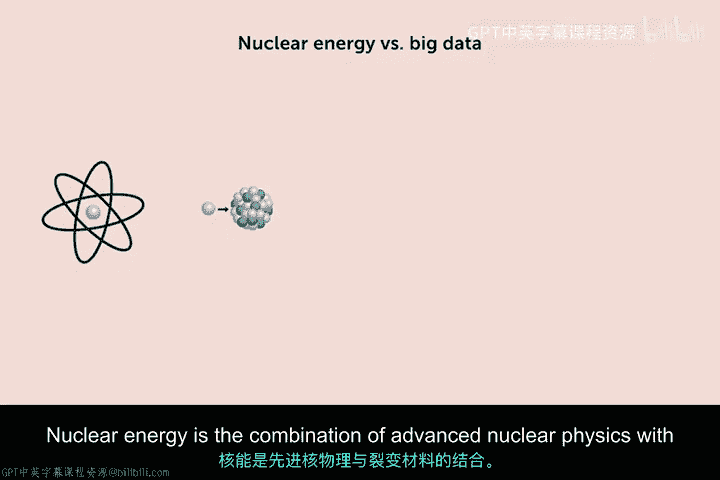 GPT中英字幕课程资源
Nuclear energy vs. big data
Nuclear energy is the combination of advanced nuclear physics with
核能是先进核物理与裂变材料的结合。
GPT中英字幕课程资源@bilibili.com